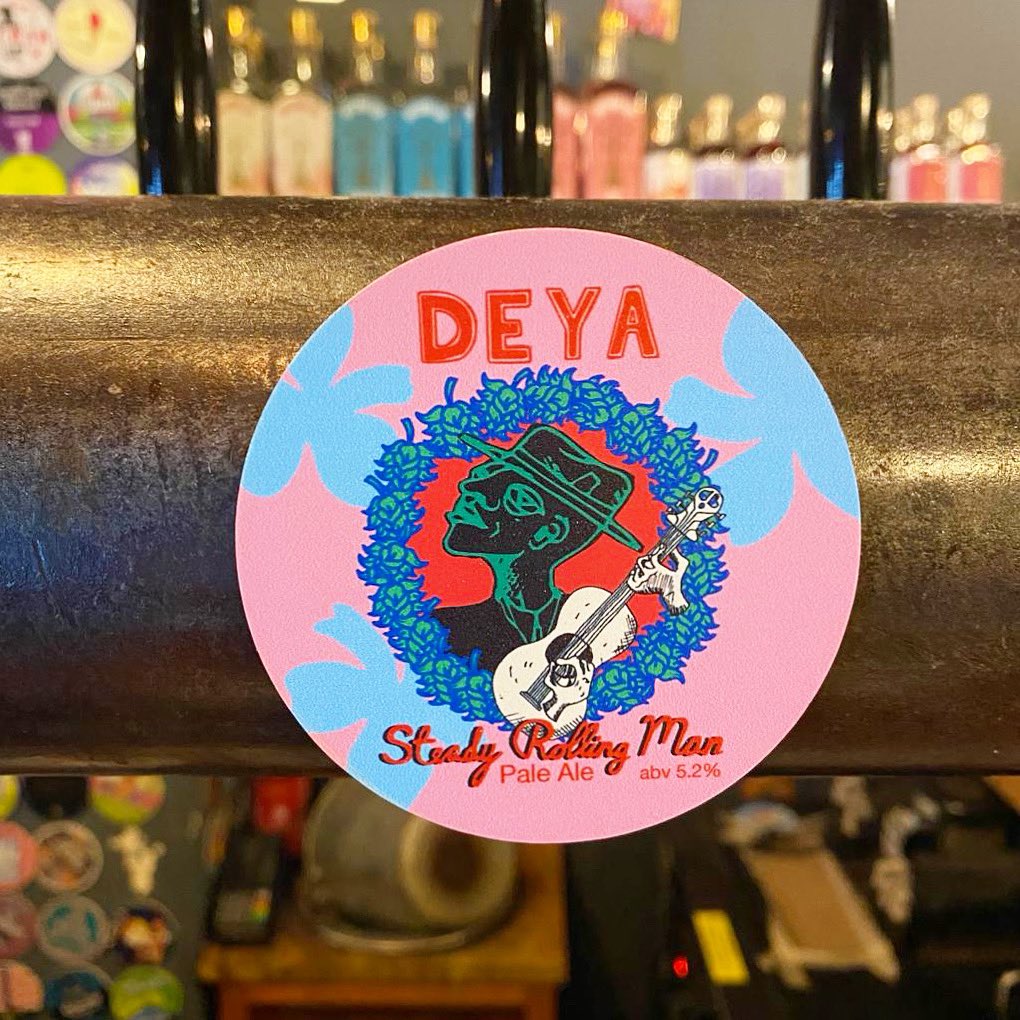 DEYA
Steady Rolling Man
Pale Ale abv 5.2%